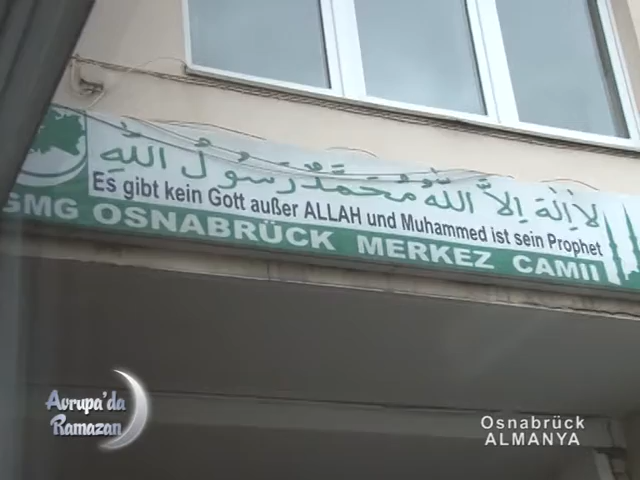 لا إله إلا الله محمد رسول الله
Es gibt kein Gott außer ALLAH und Muhammed ist sein Prophet
GMG OSNABRÜCK MERKEZ CAMII
Avrupa'da
Ramazan
Osnabrück
ALMANYA